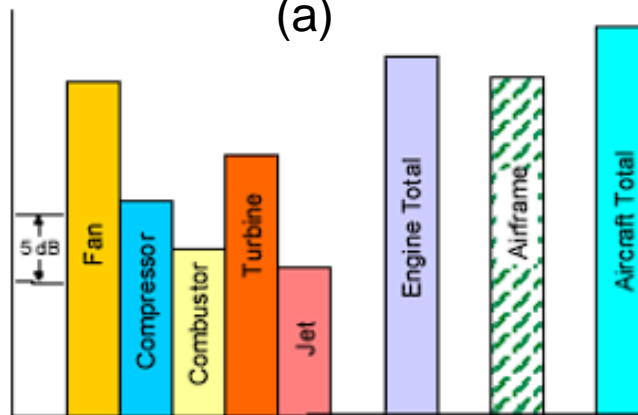 (a)
5 dB
Fan
Compressor
Combustor
Turbine
Jet
Engine Total
Airframe
Aircraft Total